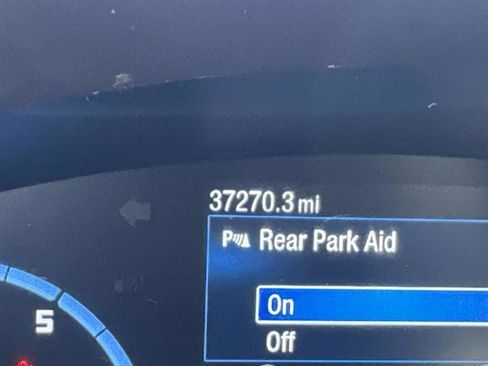 37270.3 mi
P Rear Park Aid
On
5
Off